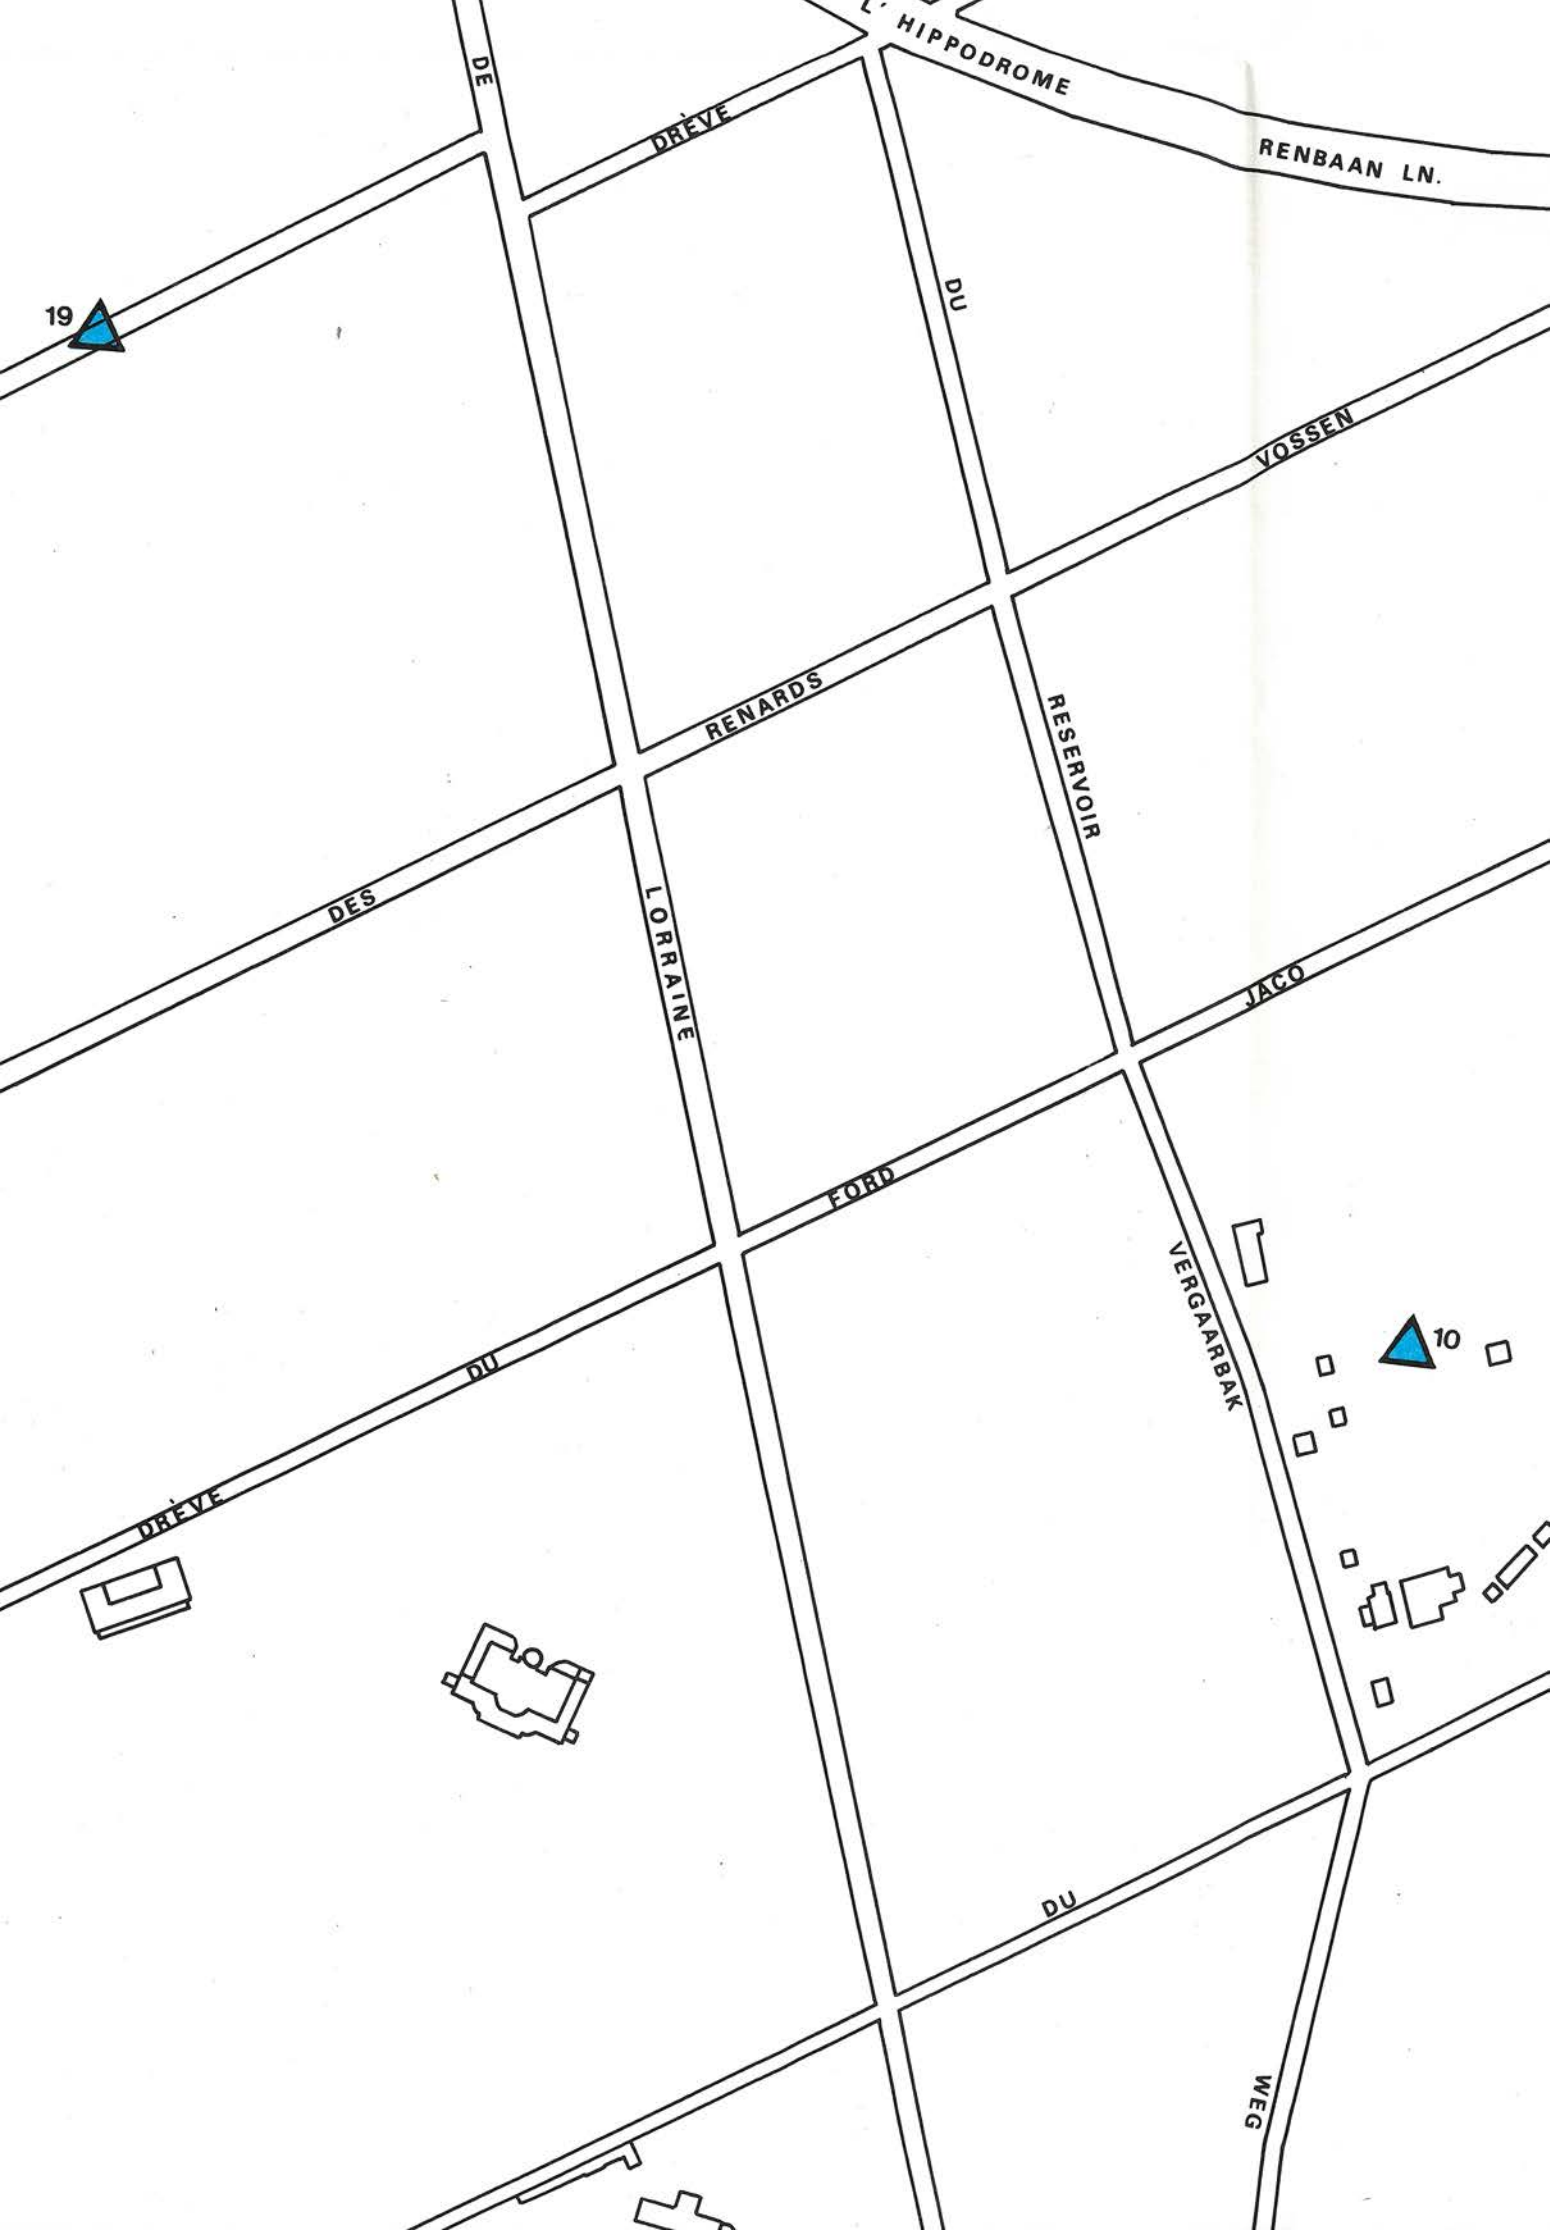 L' HIPPODROME
DE
DRÈVE
RENBAAN LN.
DU
19
VOSSEN
RENARDS
RESERVOIR
DES
LORRAINE
JACO
FORD
VERGAARBAK
10
DU
DRÈVE
DU
WEG